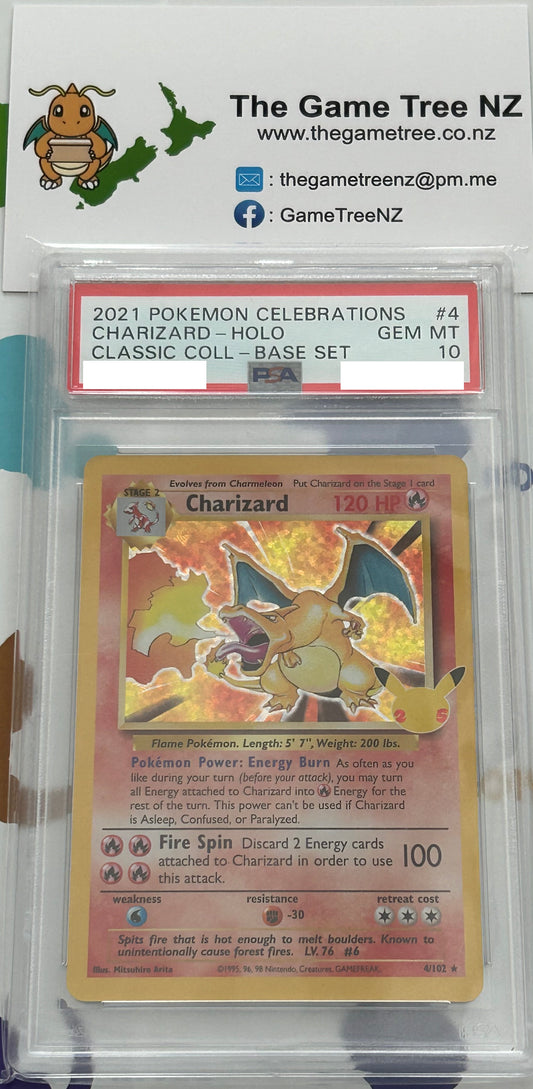 The Game Tree NZ
www.thegametree.co.nz
: thegametreenz@pm.me
f : GameTreeNZ
2021 POKEMON CELEBRATIONS #4
CHARIZARD - HOLO GEM MT
CLASSIC COLL - BASE SET 10
PSA
Evolves from Charmeleon Put Charizard on the Stage 1 card
STAGE 2
Charizard 120 HP
25
Flame Pokémon. Length: 5' 7", Weight: 200 lbs.
Pokémon Power: Energy Burn As often as you
like during your turn (before your attack), you may turn
all Energy attached to Charizard into Energy for the
rest of the turn. This power can't be used if Charizard
is Asleep, Confused, or Paralyzed.
Fire Spin Discard 2 Energy cards
attached to Charizard in order to use 100
this attack.
weakness resistance retreat cost
-30
Spits fire that is hot enough to melt boulders. Known to
unintentionally cause forest fires. LV. 76 #6
Illus. Mitsuhiro Arita ©1995, 96, 98 Nintendo, Creatures, GAMEFREAK. 4/102 ★